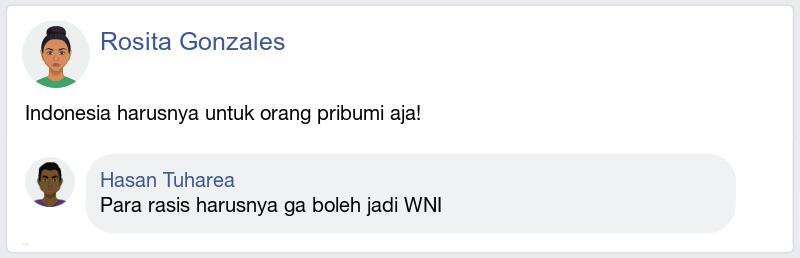 Rosita Gonzales
Indonesia harusnya untuk orang pribumi aja!
Hasan Tuharea
Para rasis harusnya ga boleh jadi WNI